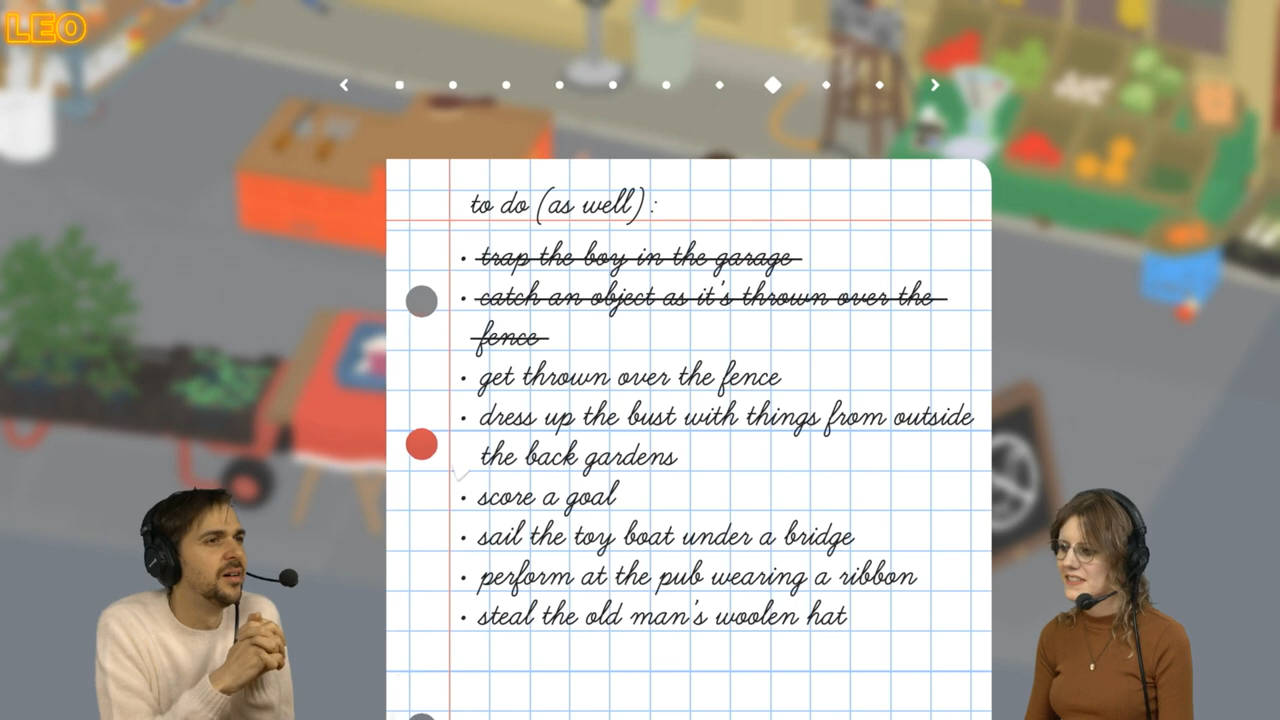 LEO
to do (as well):
• trap the boy in the garage
• catch an object as it's thrown over the
fence
• get thrown over the fence
• dress up the bust with things from outside
the back gardens
• score a goal
• sail the toy boat under a bridge
• perform at the pub wearing a ribbon
• steal the old man's woolen hat